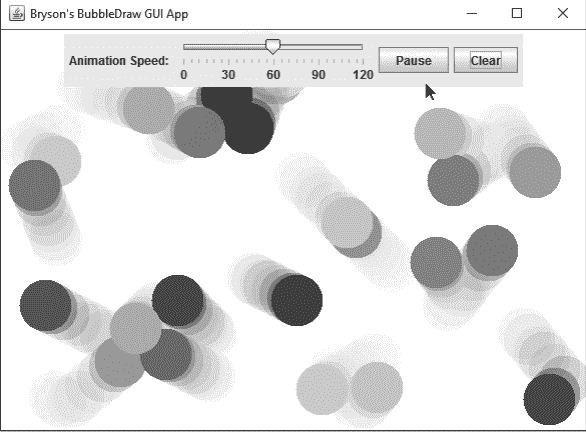 Bryson's BubbleDraw GUI App
Animation Speed:
0 30 60 90 120
Pause
Clear